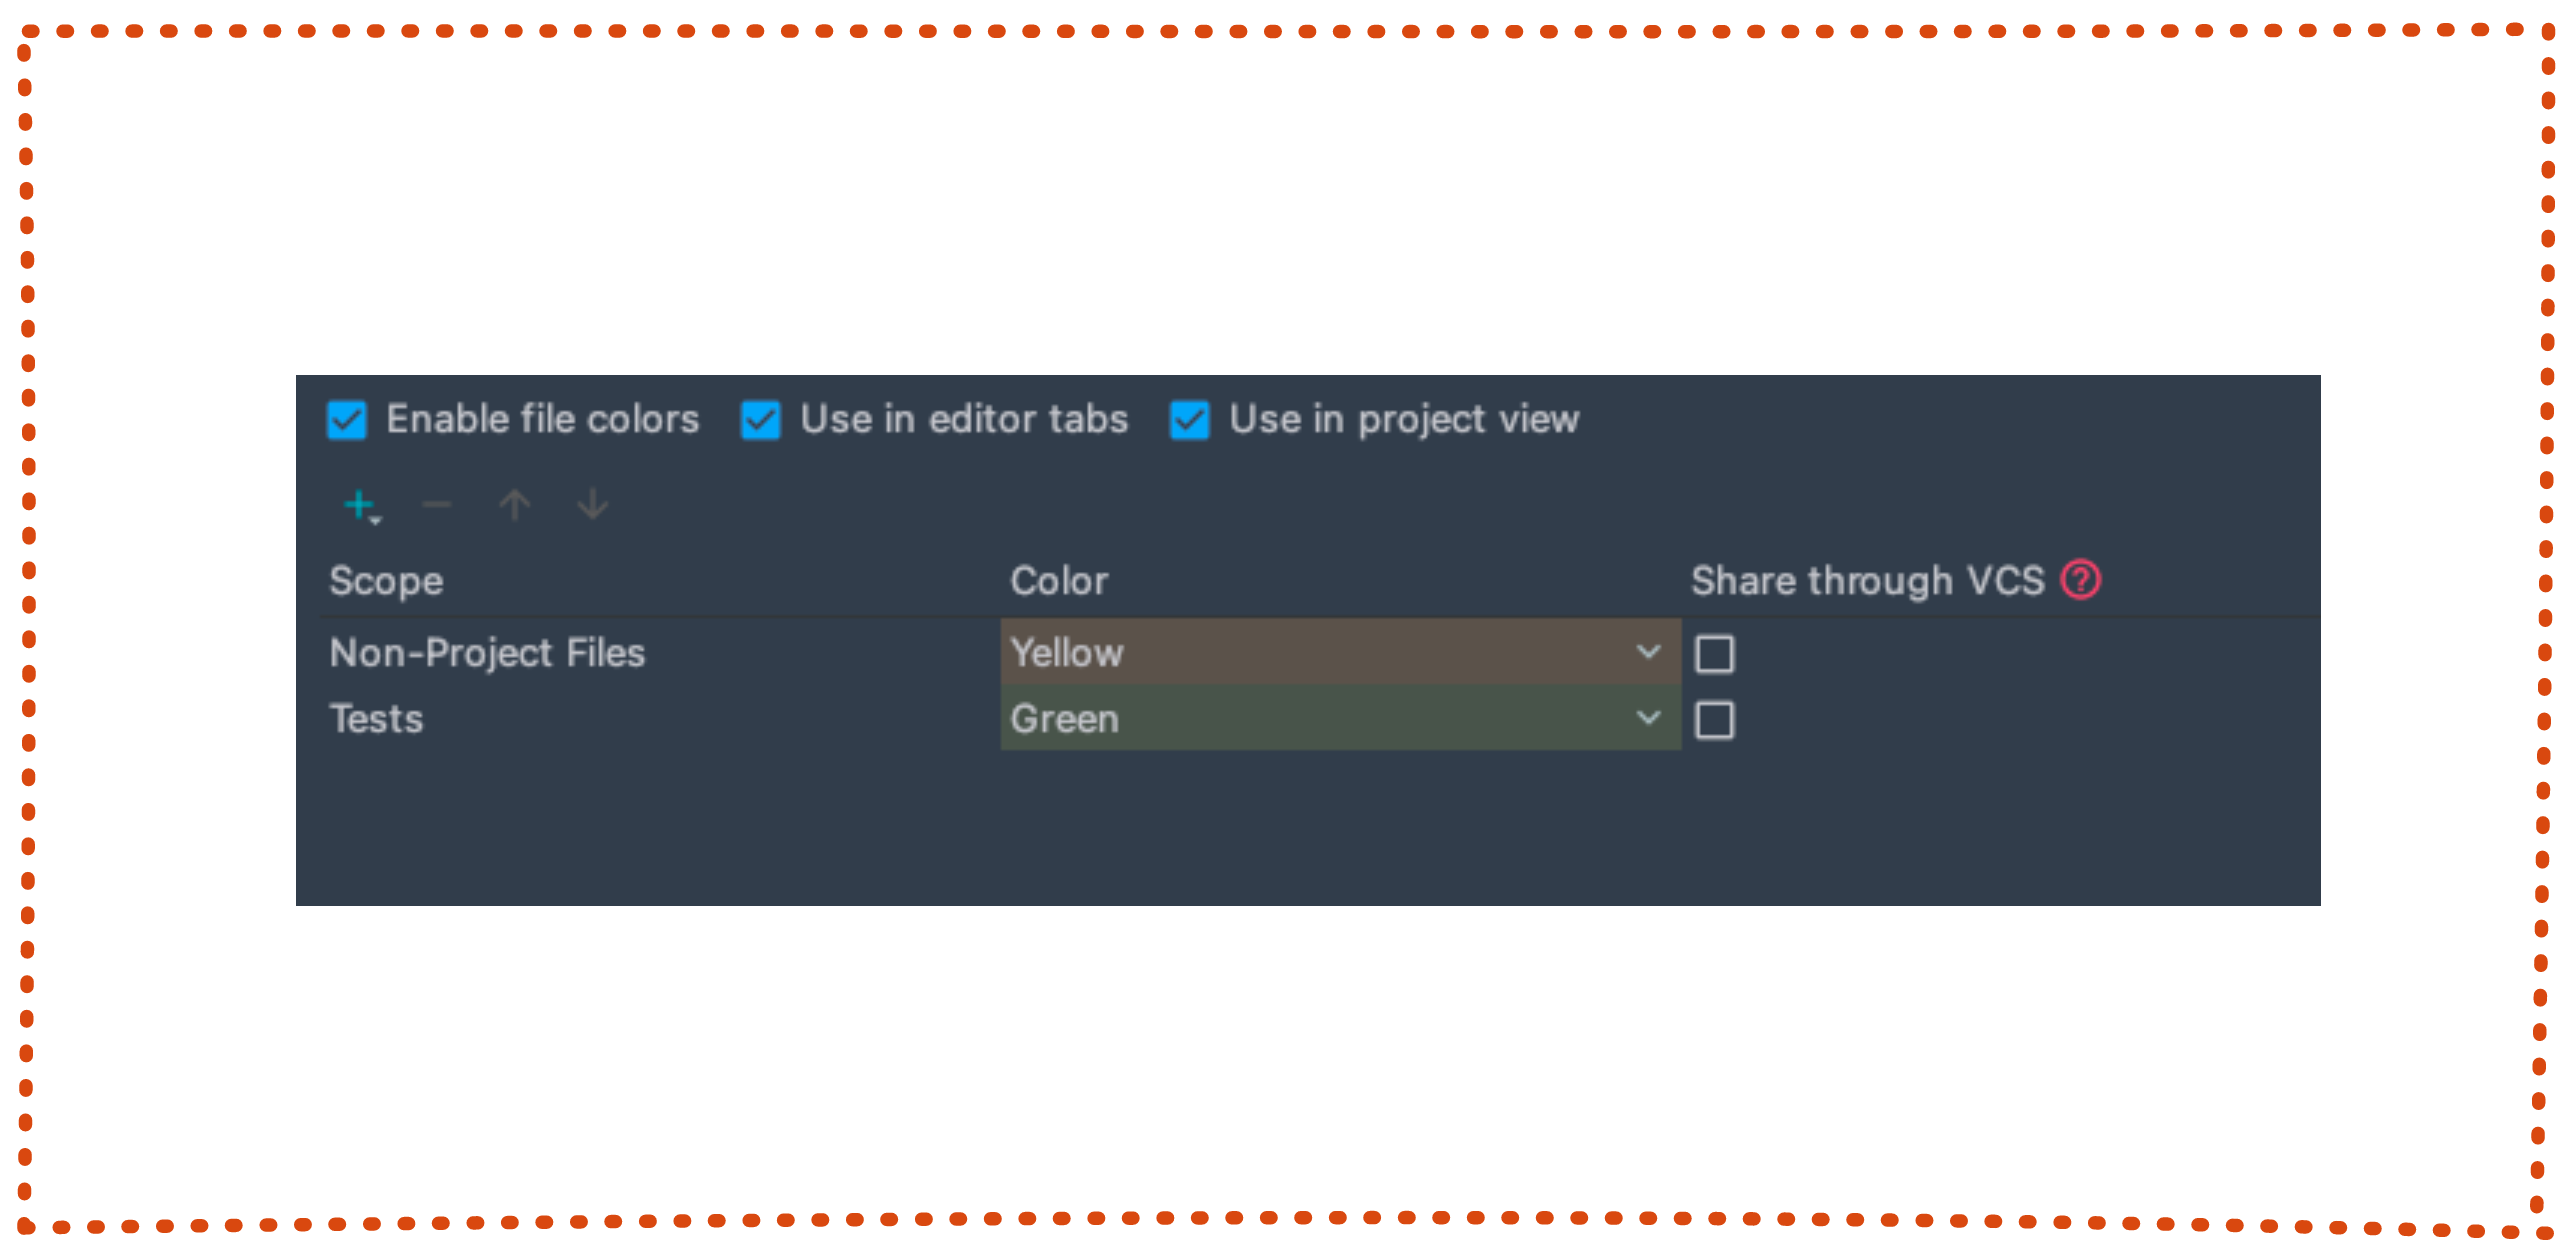 Enable file colors Use in editor tabs Use in project view
Scope Color Share through VCS ?
Non-Project Files Yellow
Tests Green